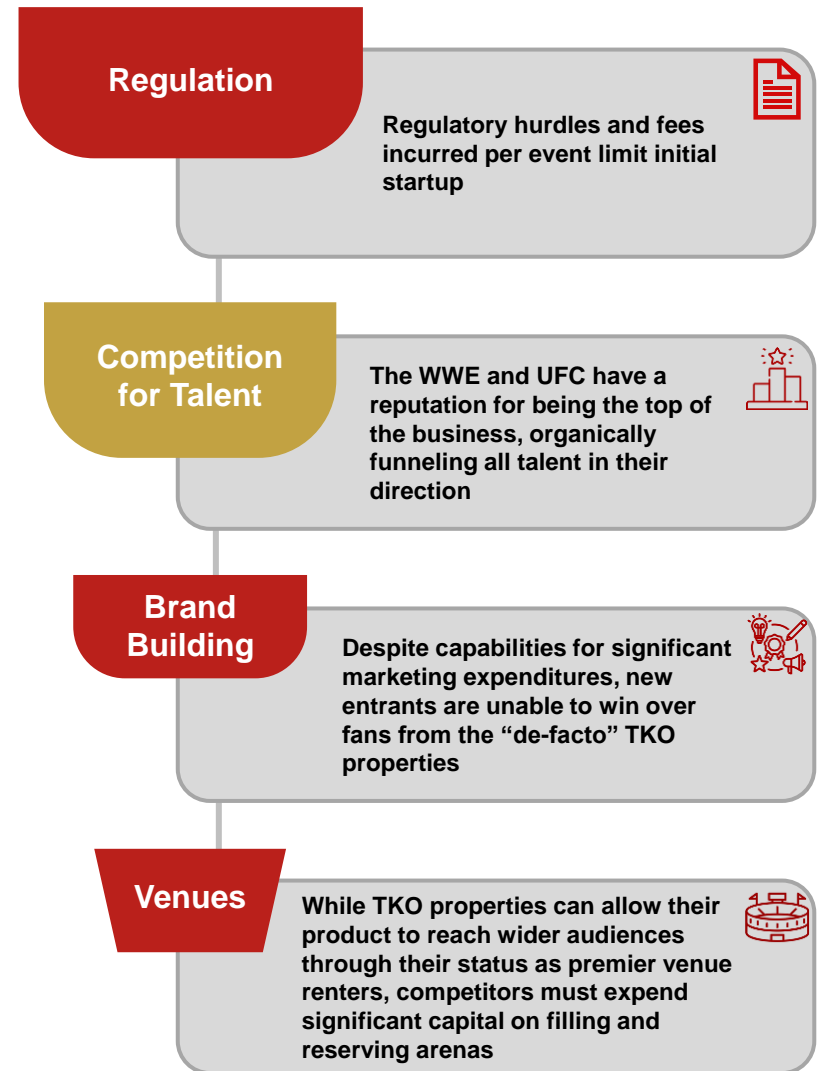 Regulation
Regulatory hurdles and fees
incurred per event limit initial
startup
Competition
for Talent
The WWE and UFC have a
reputation for being the top of
the business, organically
funneling all talent in their
direction
Brand
Building
Despite capabilities for significant
marketing expenditures, new
entrants are unable to win over
fans from the “de-facto” TKO
properties
Venues
While TKO properties can allow their
product to reach wider audiences
through their status as premier venue
renters, competitors must expend
significant capital on filling and
reserving arenas